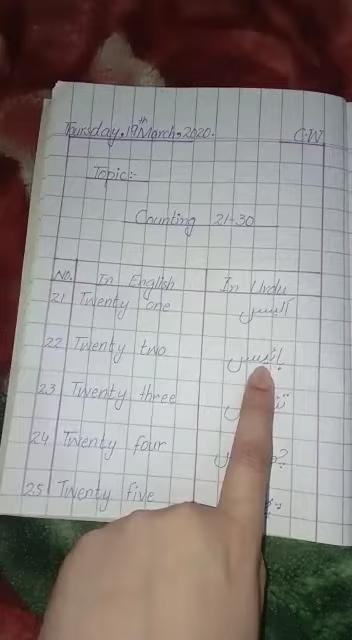 Thursday, 19th March, 2020.
C.W
Topic:-
Counting 21-30
No. In English In Urdu
21 Twenty one اکیس
22 Twenty two بائیس
23 Twenty three
24 Twenty four
25 Twenty five